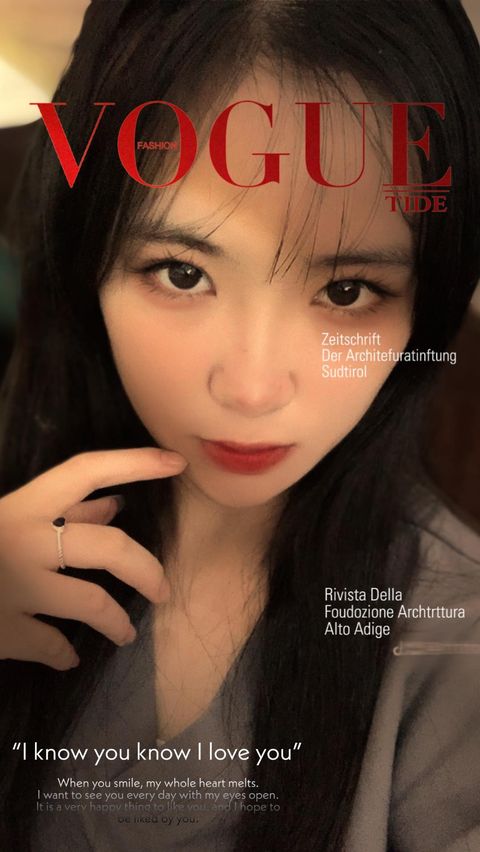 VOGUE
FASHION
TIDE
Zeitschrift
Der Architefuratinftung
Sudtirol
Rivista Della
Foudozione Archtrttura
Alto Adige
“I know you know I love you”
When you smile, my whole heart melts.
I want to see you every day with my eyes open.
It is a very happy thing to like you, and I hope to
be liked by you.